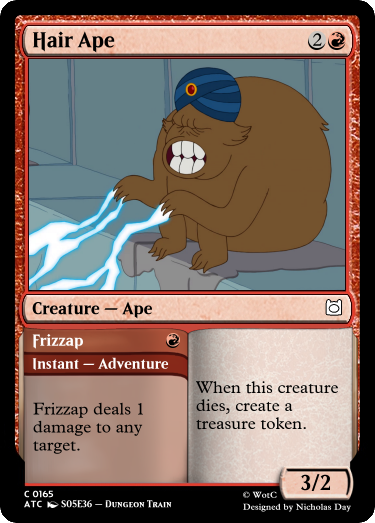 Hair Ape 2
Creature — Ape
Frizzap
Instant — Adventure
Frizzap deals 1
damage to any
target.
When this creature
dies, create a
treasure token.
3/2
C 0165
ATC S05E36 – Dungeon Train
© WotC
Designed by Nicholas Day